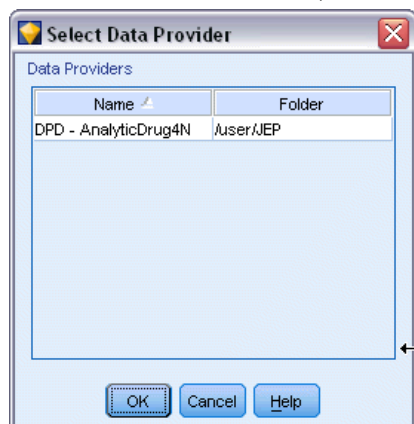 Select Data Provider
Data Providers
Name Folder
DPD - AnalyticDrug4N /user/JEP
OK Cancel Help